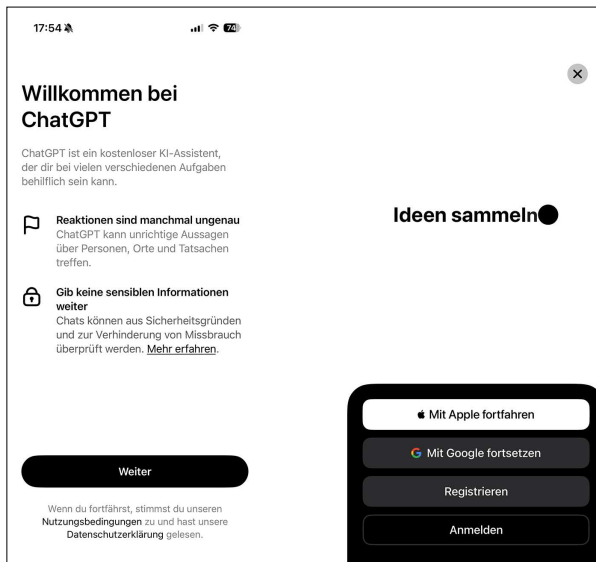 17:54
74
Willkommen bei
ChatGPT
ChatGPT ist ein kostenloser KI-Assistent,
der dir bei vielen verschiedenen Aufgaben
behilflich sein kann.
Reaktionen sind manchmal ungenau
ChatGPT kann unrichtige Aussagen
über Personen, Orte und Tatsachen
treffen.
Gib keine sensiblen Informationen
weiter
Chats können aus Sicherheitsgründen
und zur Verhinderung von Missbrauch
überprüft werden. Mehr erfahren.
Weiter
Wenn du fortfährst, stimmst du unseren
Nutzungsbedingungen zu und hast unsere
Datenschutzerklärung gelesen.
Ideen sammeln
Mit Apple fortfahren
Mit Google fortsetzen
Registrieren
Anmelden